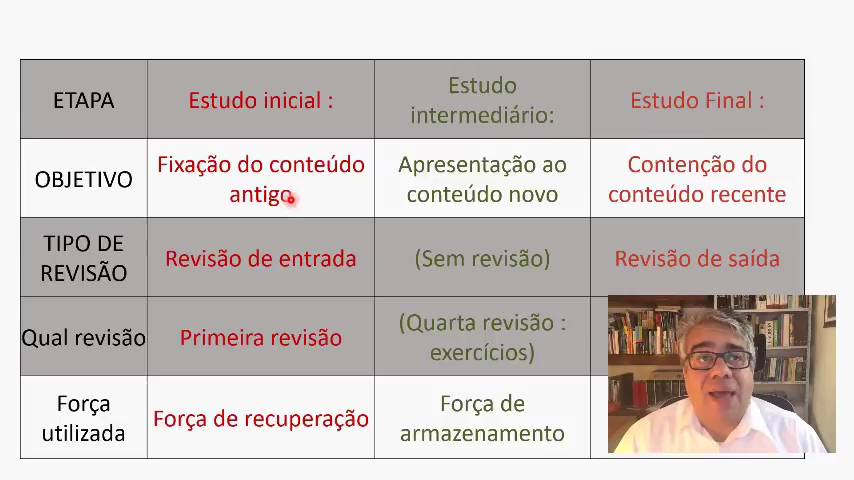 ETAPA
Estudo inicial :
Estudo
intermediário:
Estudo Final :
OBJETIVO
Fixação do conteúdo
antigo
Apresentação ao
conteúdo novo
Contenção do
conteúdo recente
TIPO DE
REVISÃO
Revisão de entrada
(Sem revisão)
Revisão de saída
Qual revisão
Primeira revisão
(Quarta revisão :
exercícios)
Força
utilizada
Força de recuperação
Força de
armazenamento